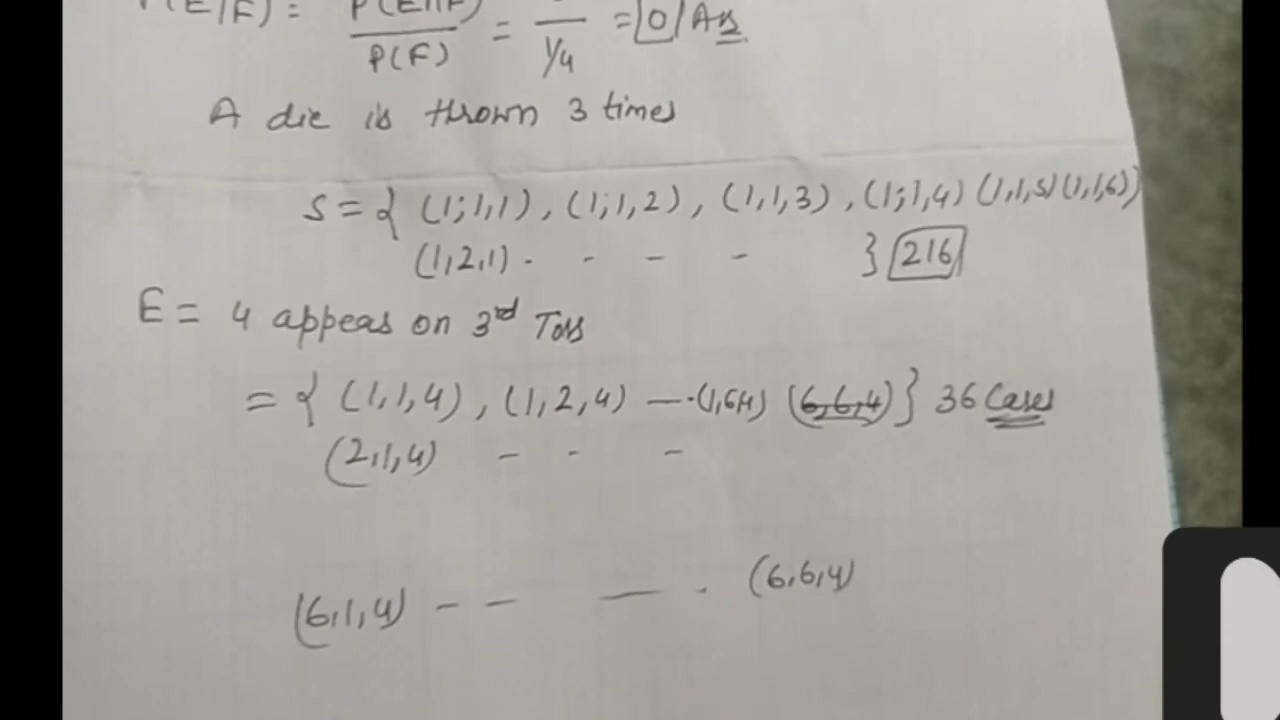 P(E/F) = P(E∩F) / P(F) = / 1/4 = 0 Ans
A die is thrown 3 times
S = { (1,1,1), (1,1,2), (1,1,3), (1,1,4) (1,1,5) (1,1,6)
(1,2,1) - - - - } 216
E = 4 appeas on 3rd Toss
= { (1,1,4), (1,2,4) — -(1,6,4) (6,6,4) } 36 Cases
(2,1,4) - - -
(6,1,4) - - — . (6,6,4)